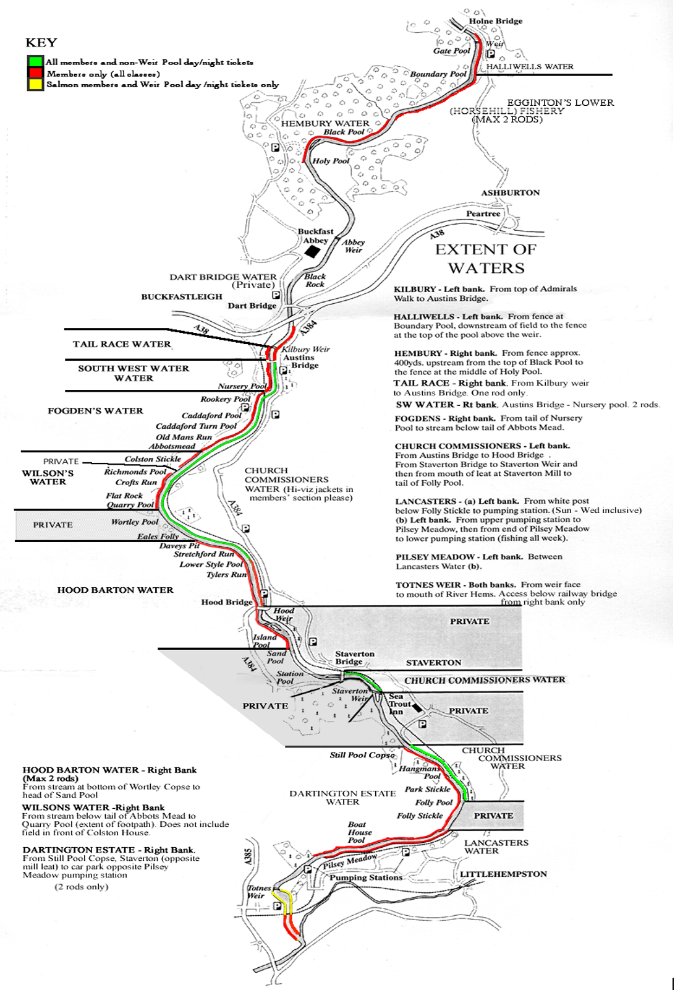 Holne Bridge
KEY
Weir
Gate Pool
P
All members and non-Weir Pool day/night tickets
HALLIWELLS WATER
Members only (all classes)
Boundary Pool
Salmon members and Weir Pool day /night tickets only
EGGINTON'S LOWER
(HORSEHILL) FISHERY
(MAX 2 RODS)
HEMBURY WATER
Black Pool
P
Holy Pool
ASHBURTON
Peartree
Buckfast
Abbey
A38
Abbey
Weir
EXTENT OF
WATERS
DART BRIDGE WATER
(Private)
Black
Rock
BUCKFASTLEIGH
P
Dart Bridge
KILBURY - Left bank. From top of Admirals
Walk to Austins Bridge.
HALLIWELLS - Left bank. From fence at
Boundary Pool, downstream of field to the fence
at the top of the pool above the weir.
HEMBURY - Right bank. From fence approx.
400yds. upstream from the top of Black Pool to
the fence at the middle of Holy Pool.
TAIL RACE - Right bank. From Kilbury weir
to Austins Bridge. One rod only.
SW WATER - Rt bank. Austins Bridge - Nursery pool. 2 rods.
FOGDENS - Right bank. From tail of Nursery
Pool to stream below tail of Abbots Mead.
CHURCH COMMISSIONERS - Left bank.
From Austins Bridge to Hood Bridge .
From Staverton Bridge to Staverton Weir and
then from mouth of leat at Staverton Mill to
tail of Folly Pool.
LANCASTERS - (a) Left bank. From white post
below Folly Stickle to pumping station. (Sun - Wed inclusive)
(b) Left bank. From upper pumping station to
Pilsey Meadow, then from end of Pilsey Meadow
to lower pumping station (fishing all week).
PILSEY MEADOW - Left bank. Between
Lancasters Water (b).
TOTNES WEIR - Both banks. From weir face
to mouth of River Hems. Access below railway bridge
from right bank only
A38
A384
TAIL RACE WATER
Kilbury Weir
Austins
Bridge
SOUTH WEST WATER
WATER
P
Nursery Pool
Rookery Pool
P
FOGDEN'S WATER
Caddaford Pool
P
Caddaford Turn Pool
Old Mans Run
Abbotsmead
Colston Stickle
PRIVATE
Richmonds Pool
WILSON'S
WATER
Crofts Run
CHURCH
COMMISSIONERS
WATER (Hi-viz jackets in
members' section please)
Flat Rock
Quarry Pool
A384
PRIVATE
Wortley Pool
P
Eales Folly
Daveys Pit
Stretchford Run
Lower Style Pool
Tylers Run
HOOD BARTON WATER
P
Hood Bridge
Hood
Weir
PRIVATE
Island
Pool
P
Sand
Pool
Staverton
Bridge
A384
STAVERTON
Station
Pool
CHURCH COMMISSIONERS WATER
Staverton
Weir
Sea
Trout
Inn
PRIVATE
PRIVATE
P
Still Pool Copse
CHURCH
COMMISSIONERS
WATER
Hangmans
Pool
HOOD BARTON WATER - Right Bank
(Max 2 rods)
From stream at bottom of Wortley Copse to
head of Sand Pool
Park Stickle
DARTINGTON ESTATE
WATER
Folly Pool
WILSONS WATER -Right Bank
From stream below tail of Abbots Mead to
Quarry Pool (extent of footpath). Does not include
field in front of Colston House.
Folly Stickle
PRIVATE
Boat
House
Pool
LANCASTERS
WATER
DARTINGTON ESTATE - Right Bank.
From Still Pool Copse, Staverton (opposite
mill leat) to car park opposite Pilsey
Meadow pumping station
(2 rods only)
A385
P
Pilsey Meadow
P
Pumping Stations
LITTLEHEMPSTON
Totnes
Weir
P